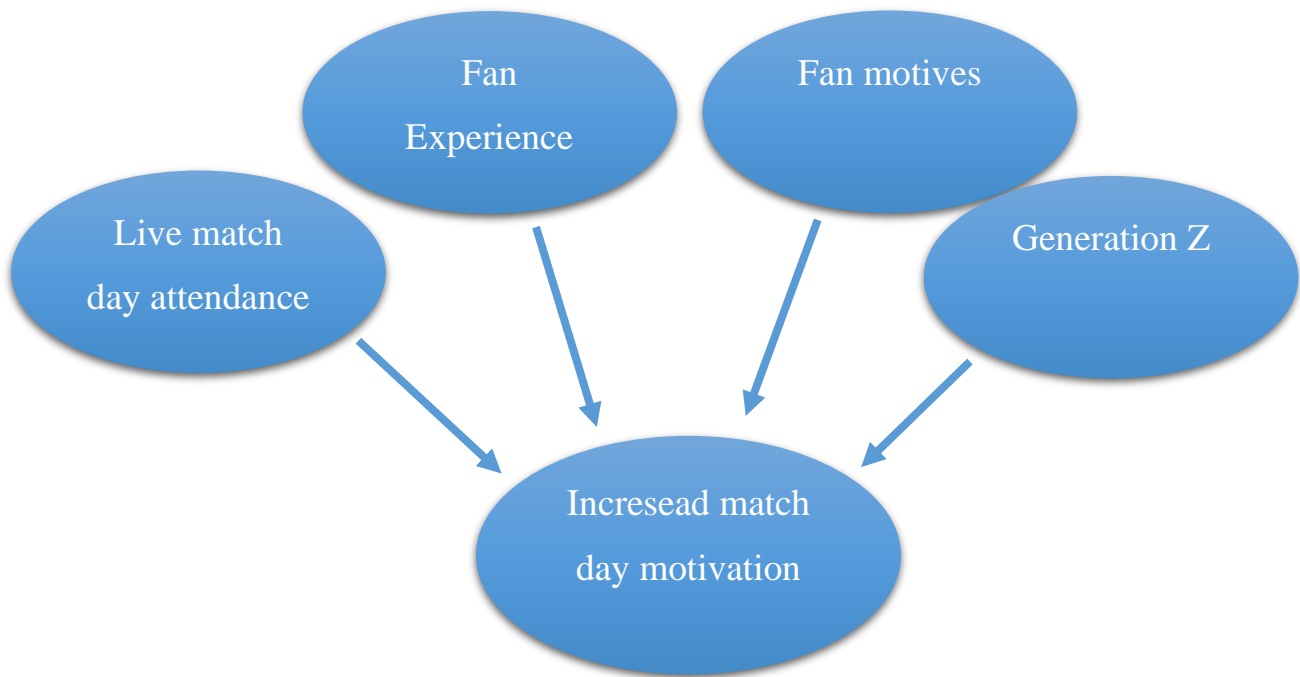 Fan
Experience
Fan motives
Live match
day attendance
Generation Z
Incresead match
day motivation